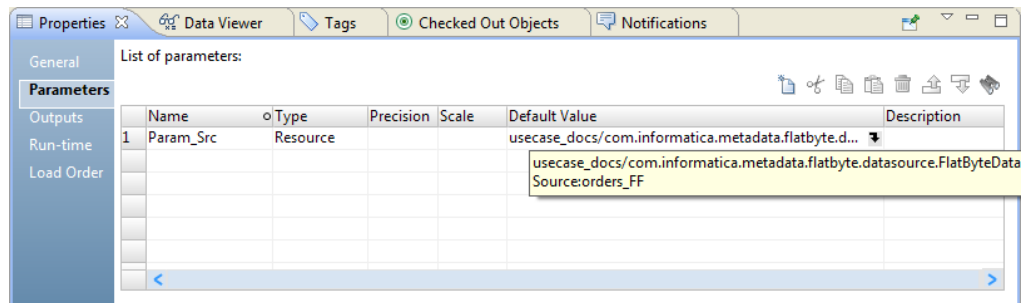 Properties Data Viewer Tags Checked Out Objects Notifications
General
Parameters
Outputs
Run-time
Load Order
List of parameters:
Name Type Precision Scale Default Value Description
1 Param_Src Resource usecase_docs/com.informatica.metadata.flatbyte.d...
usecase_docs/com.informatica.metadata.flatbyte.datasource.FlatByteData
Source:orders_FF